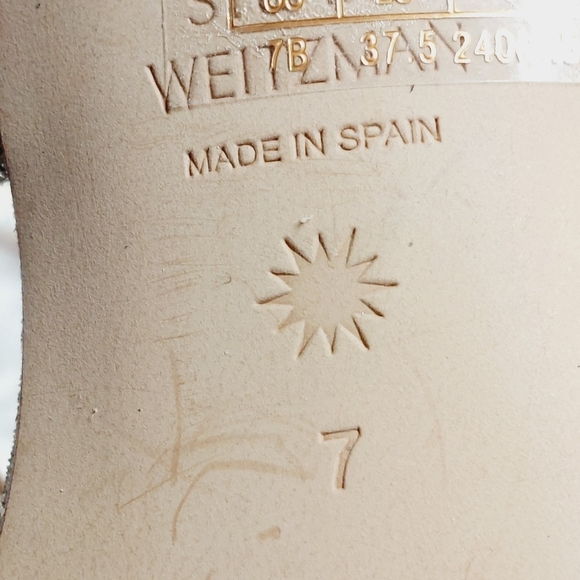 S
WEITZMAN
7B 37.5 240
MADE IN SPAIN
7